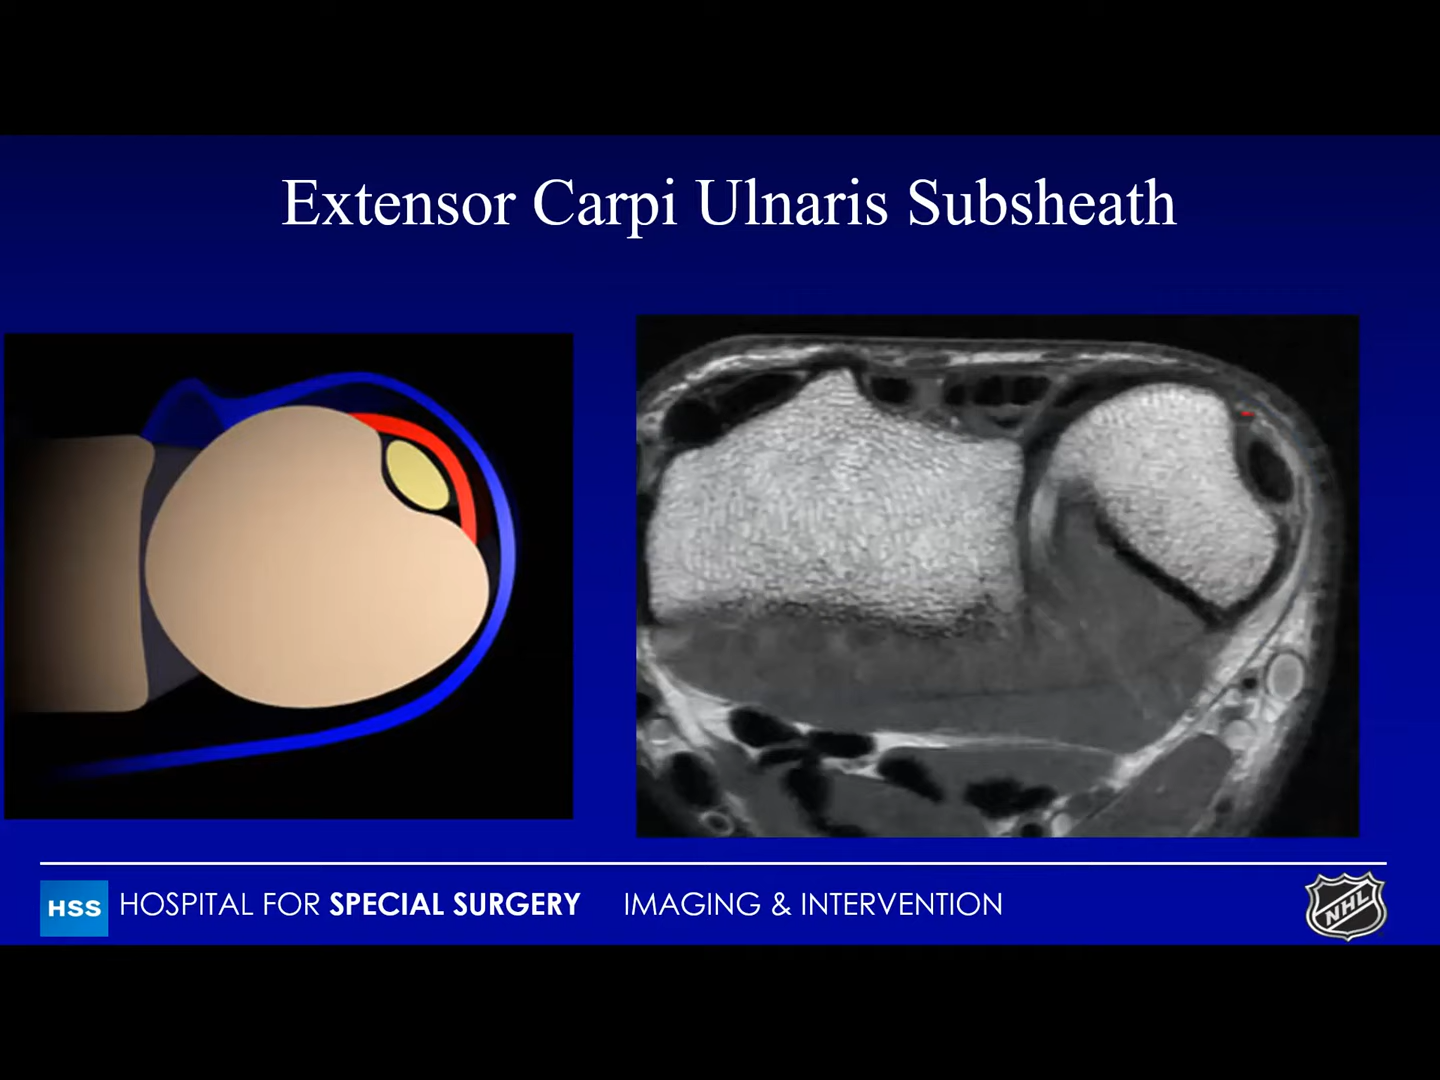 Extensor Carpi Ulnaris Subsheath
HSS HOSPITAL FOR SPECIAL SURGERY IMAGING & INTERVENTION
NHL